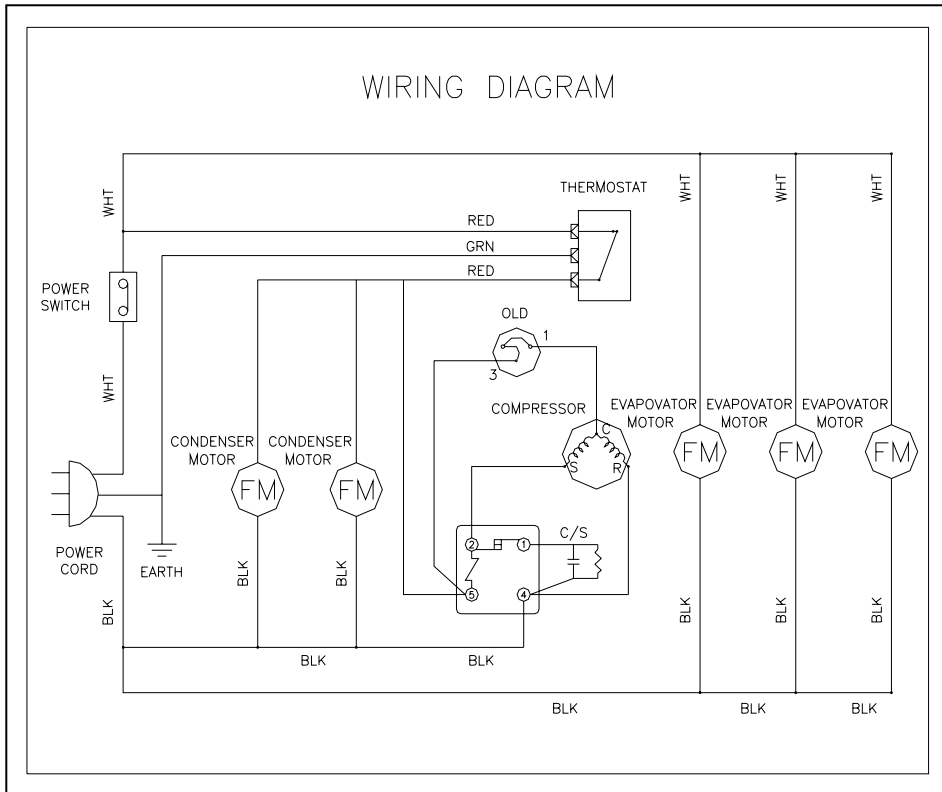 WIRING DIAGRAM
THERMOSTAT
WHT
WHT
WHT
WHT
RED
GRN
RED
POWER
SWITCH
OLD
1
3
WHT
COMPRESSOR
EVAPOVATOR
MOTOR
EVAPOVATOR
MOTOR
EVAPOVATOR
MOTOR
CONDENSER
MOTOR
CONDENSER
MOTOR
C
S
R
FM
FM
FM
FM
FM
C/S
2
1
5
4
POWER
CORD
EARTH
BLK
BLK
BLK
BLK
BLK
BLK
BLK
BLK
BLK
BLK
BLK